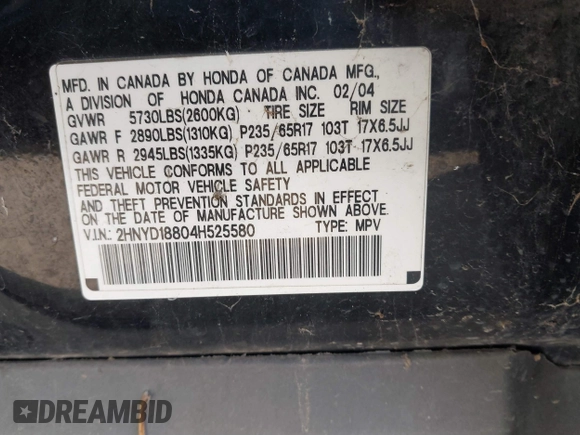 MFD. IN CANADA BY HONDA OF CANADA MFG.,
A DIVISION OF HONDA CANADA INC. 02/04
GVWR 5730LBS(2600KG) TIRE SIZE RIM SIZE
GAWR F 2890LBS(1310KG) P235/65R17 103T 17X6.5JJ
GAWR R 2945LBS(1335KG) P235/65R17 103T 17X6.5JJ
THIS VEHICLE CONFORMS TO ALL APPLICABLE
FEDERAL MOTOR VEHICLE SAFETY
AND THEFT PREVENTION STANDARDS IN EFFECT
ON THE DATE OF MANUFACTURE SHOWN ABOVE.
V.I.N.: 2HNYD18804H525580 TYPE: MPV
DREAMBID